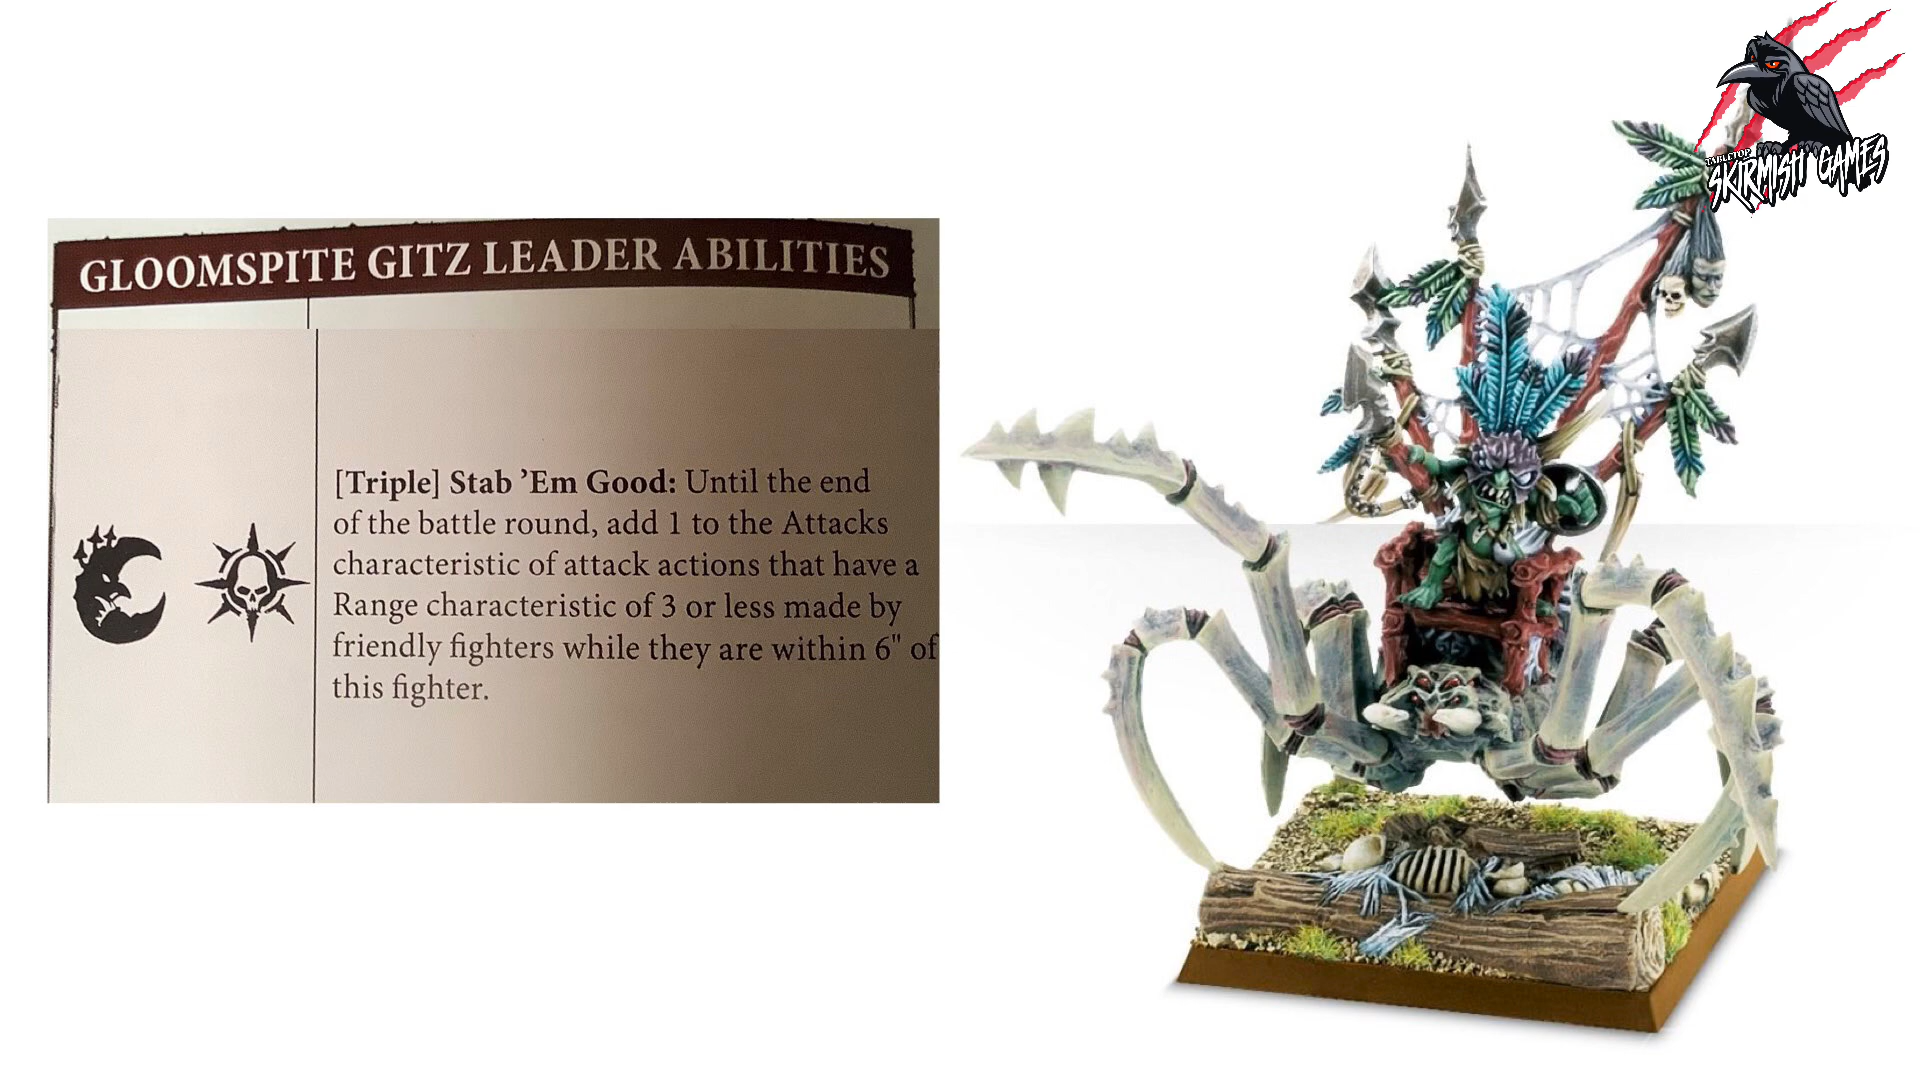 GLOOMSPITE GITZ LEADER ABILITIES
[Triple] Stab ’Em Good: Until the end
of the battle round, add 1 to the Attacks
characteristic of attack actions that have a
Range characteristic of 3 or less made by
friendly fighters while they are within 6" of
this fighter.
TABLETOP
SKIRMISH GAMES